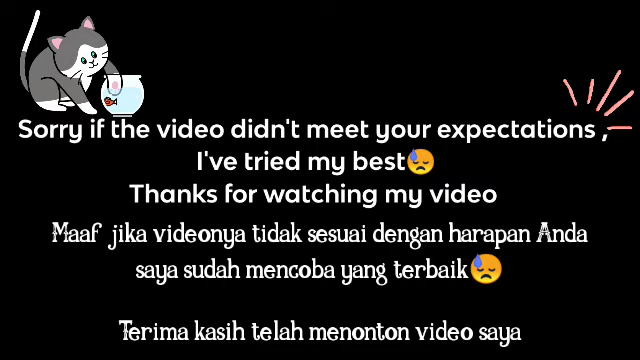 Sorry if the video didn't meet your expectations ,
I've tried my best😓
Thanks for watching my video
Maaf jika videonya tidak sesuai dengan harapan Anda
saya sudah mencoba yang terbaik😓
Terima kasih telah menonton video saya